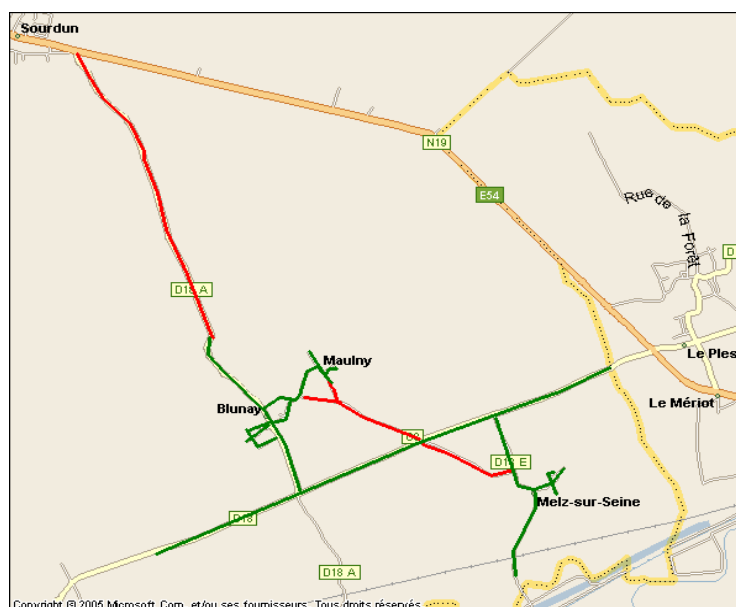 Sourdun
N19
E54
Rue de la Forêt
D
D18 A
Maulny
Le Ples
Blunay
Le Mériot
D18 E
Melz-sur-Seine
D18
D18 A
Copyright © 2005 Microsoft Corp. et/ou ses fournisseurs. Tous droits réservés.